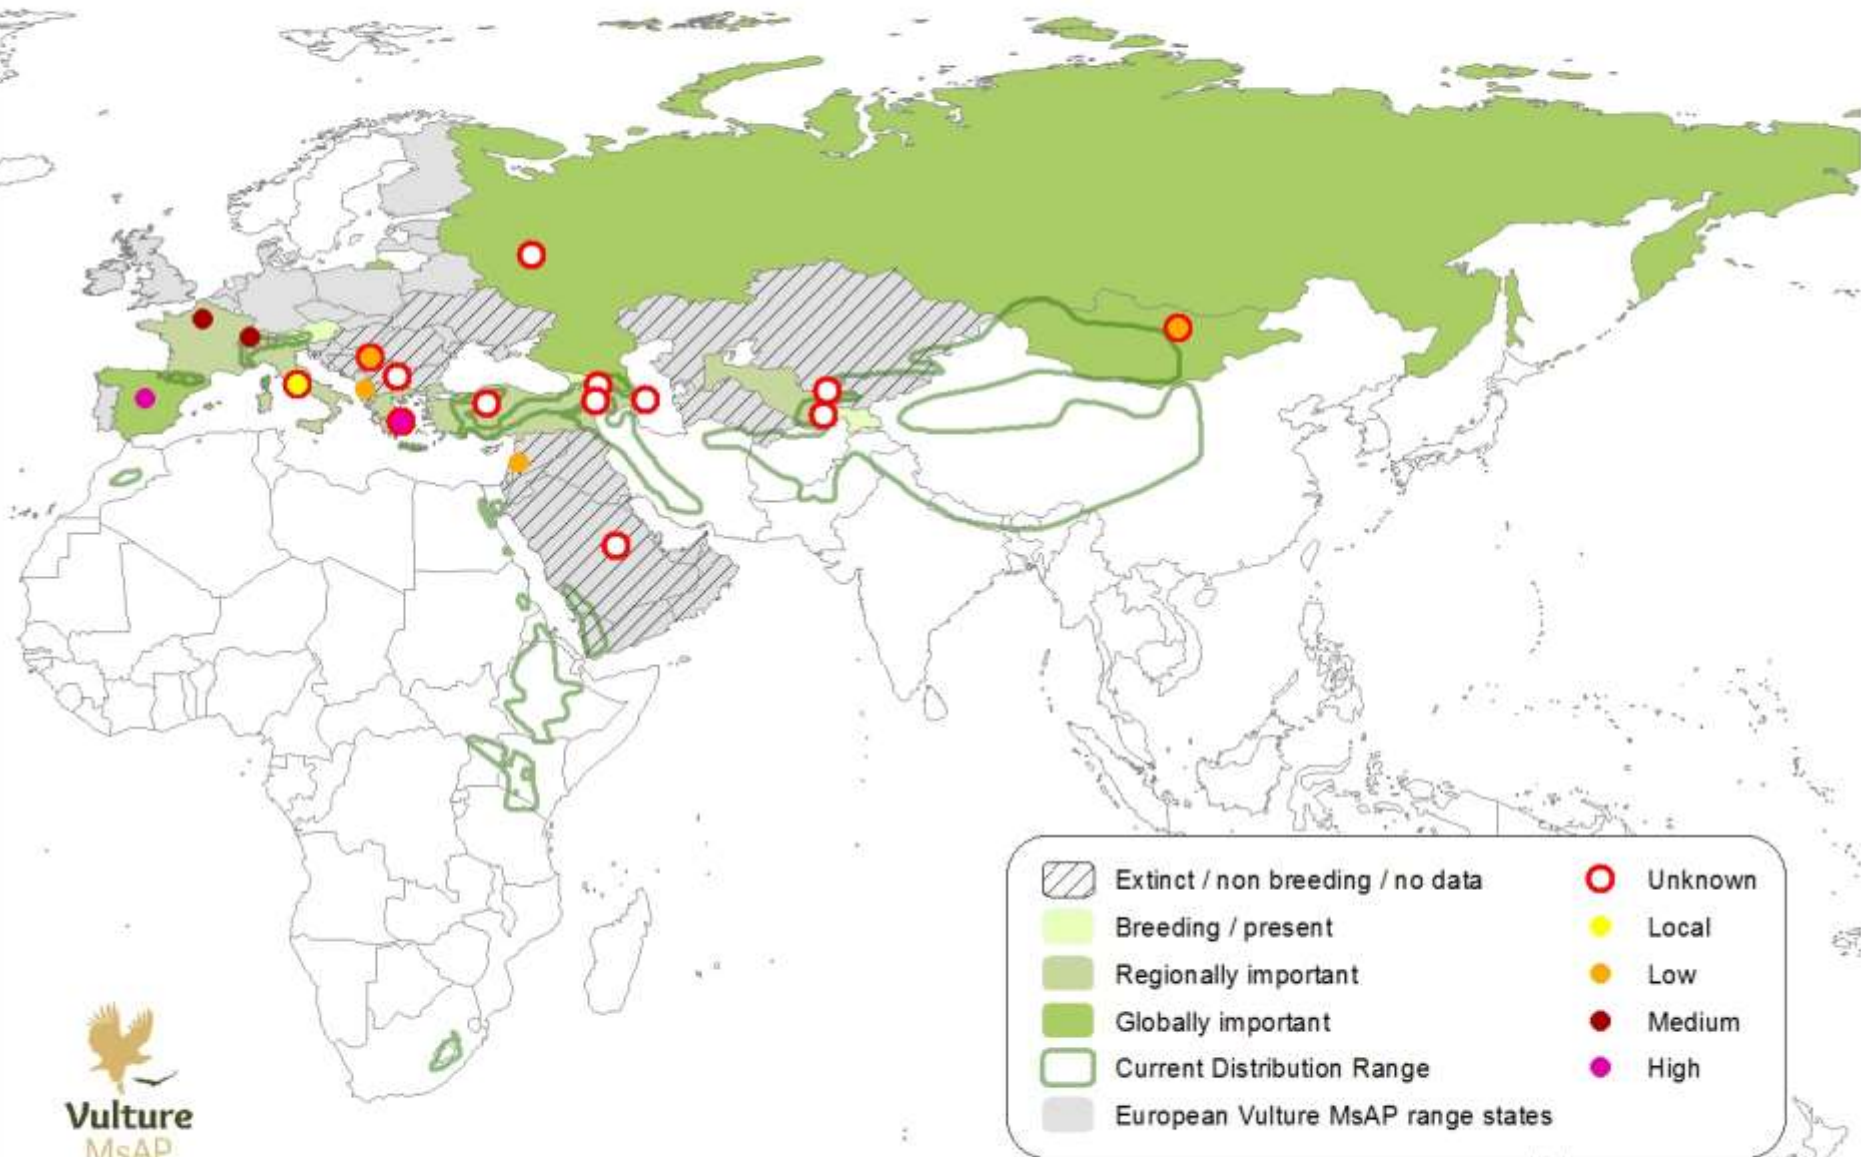 Extinct / non breeding / no data
Breeding / present
Regionally important
Globally important
Current Distribution Range
European Vulture MsAP range states
Unknown
Local
Low
Medium
High
Vulture
MsAP